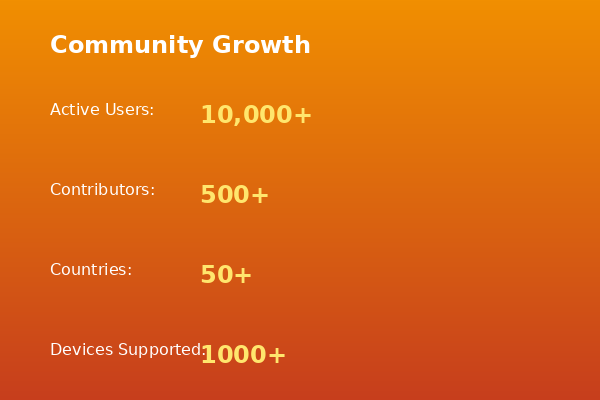 Community Growth
Active Users: 10,000+
Contributors: 500+
Countries: 50+
Devices Supported: 1000+